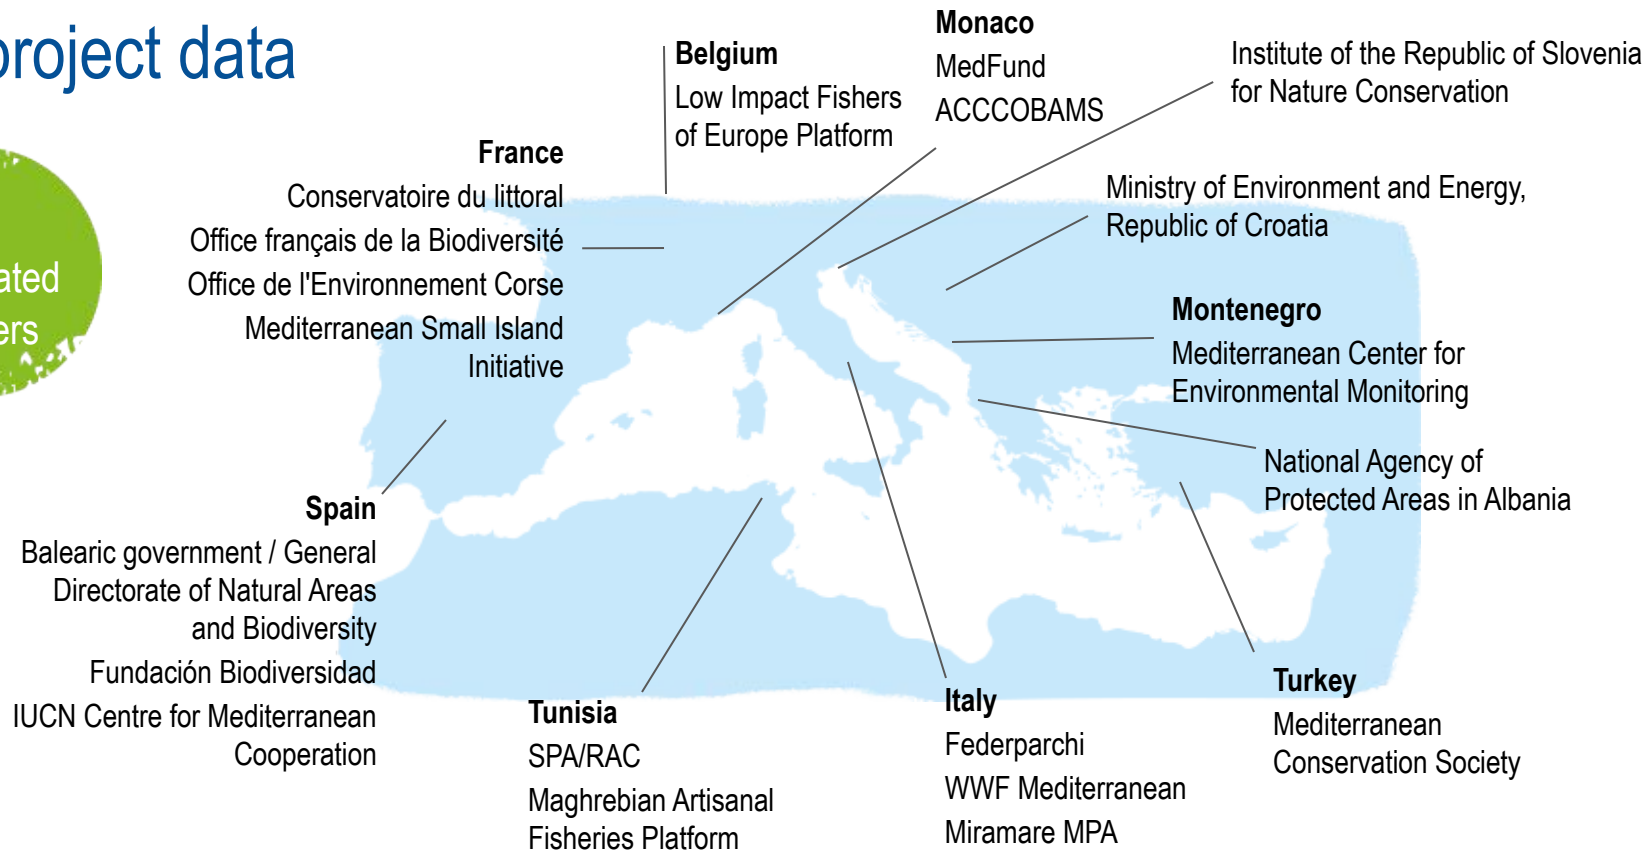 project data
ated
ers
Belgium
Low Impact Fishers
of Europe Platform
Monaco
MedFund
ACCCOBAMS
Institute of the Republic of Slovenia
for Nature Conservation
France
Conservatoire du littoral
Office français de la Biodiversité
Office de l'Environnement Corse
Mediterranean Small Island
Initiative
Ministry of Environment and Energy,
Republic of Croatia
Montenegro
Mediterranean Center for
Environmental Monitoring
National Agency of
Protected Areas in Albania
Spain
Balearic government / General
Directorate of Natural Areas
and Biodiversity
Fundación Biodiversidad
IUCN Centre for Mediterranean
Cooperation
Tunisia
SPA/RAC
Maghrebian Artisanal
Fisheries Platform
Italy
Federparchi
WWF Mediterranean
Miramare MPA
Turkey
Mediterranean
Conservation Society